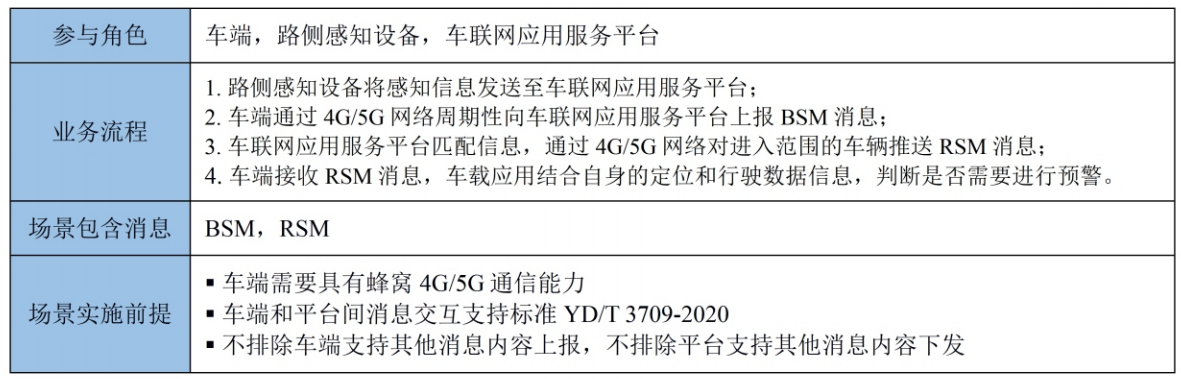 参与角色
车端，路侧感知设备，车联网应用服务平台
业务流程
1. 路侧感知设备将感知信息发送至车联网应用服务平台；
2. 车端通过 4G/5G 网络周期性向车联网应用服务平台上报 BSM 消息；
3. 车联网应用服务平台匹配信息，通过 4G/5G 网络对进入范围的车辆推送 RSM 消息；
4. 车端接收 RSM 消息，车载应用结合自身的定位和行驶数据信息，判断是否需要进行预警。
场景包含消息
BSM，RSM
场景实施前提
▪ 车端需要具有蜂窝 4G/5G 通信能力
▪ 车端和平台间消息交互支持标准 YD/T 3709-2020
▪ 不排除车端支持其他消息内容上报，不排除平台支持其他消息内容下发